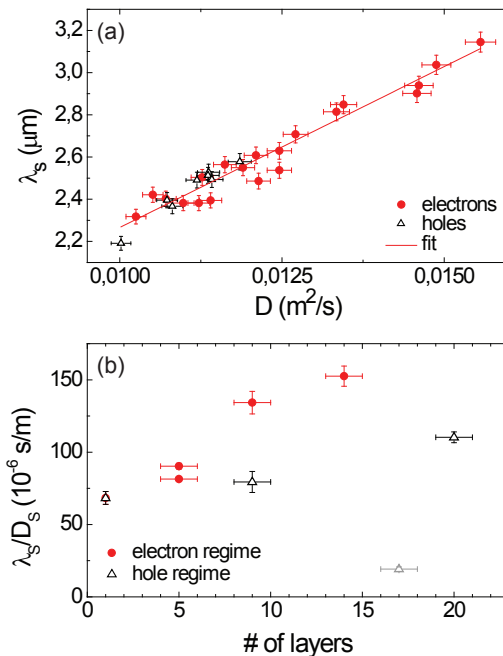 (a)
3,2
3,0
2,8
2,6
2,4
2,2
λs (μm)
electrons
holes
fit
0,0100
0,0125
0,0150
D (m²/s)
(b)
150
100
50
0
λs/Ds (10⁻⁶ s/m)
electron regime
hole regime
0
5
10
15
20
# of layers